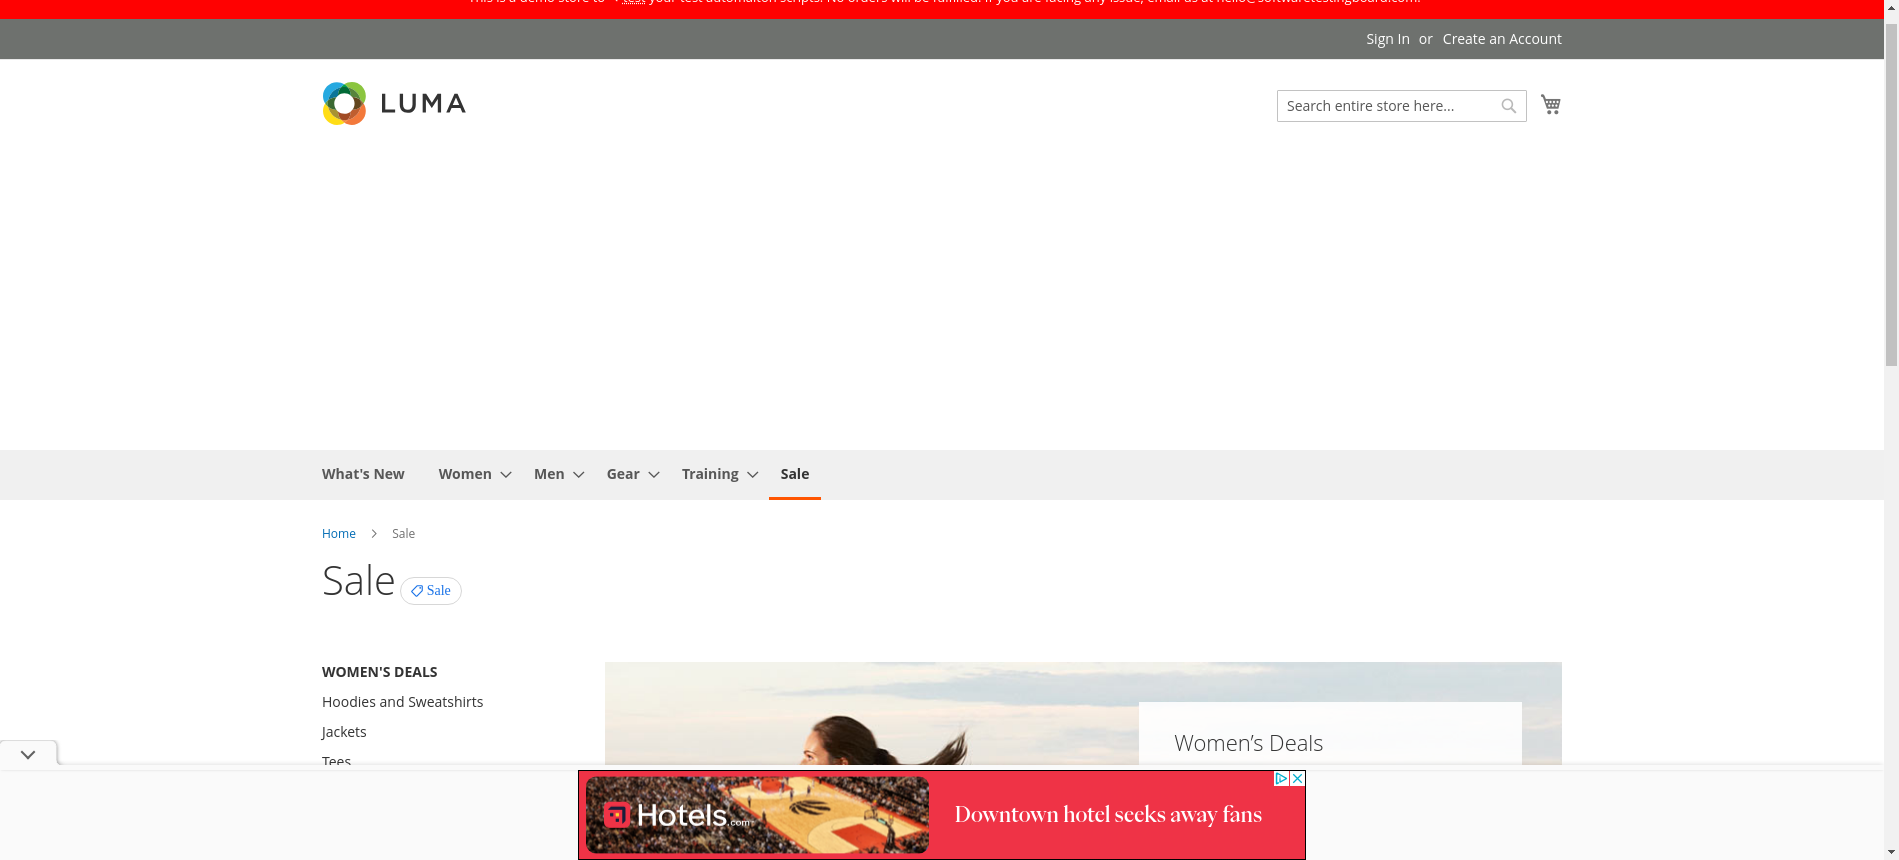 This is a demo store to test your test automaiton scripts. No orders will be fulfilled. If you are facing any issue, email us at hello@softwaretestingboard.com.
Sign In or Create an Account
LUMA
Search entire store here...
What's New Women Men Gear Training Sale
Home Sale
Sale Sale
WOMEN'S DEALS
Hoodies and Sweatshirts
Jackets
Tees
Women's Deals
Hotels.com
Downtown hotel seeks away fans